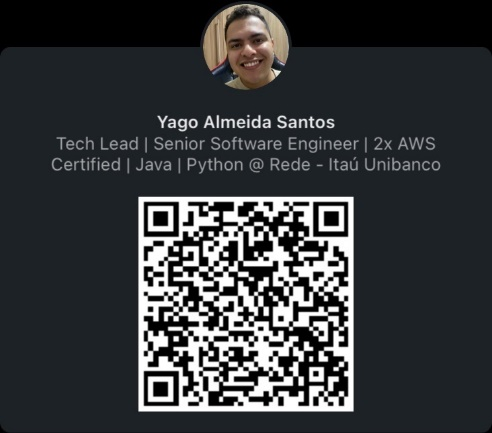 Yago Almeida Santos
Tech Lead | Senior Software Engineer | 2x AWS
Certified | Java | Python @ Rede - Itaú Unibanco